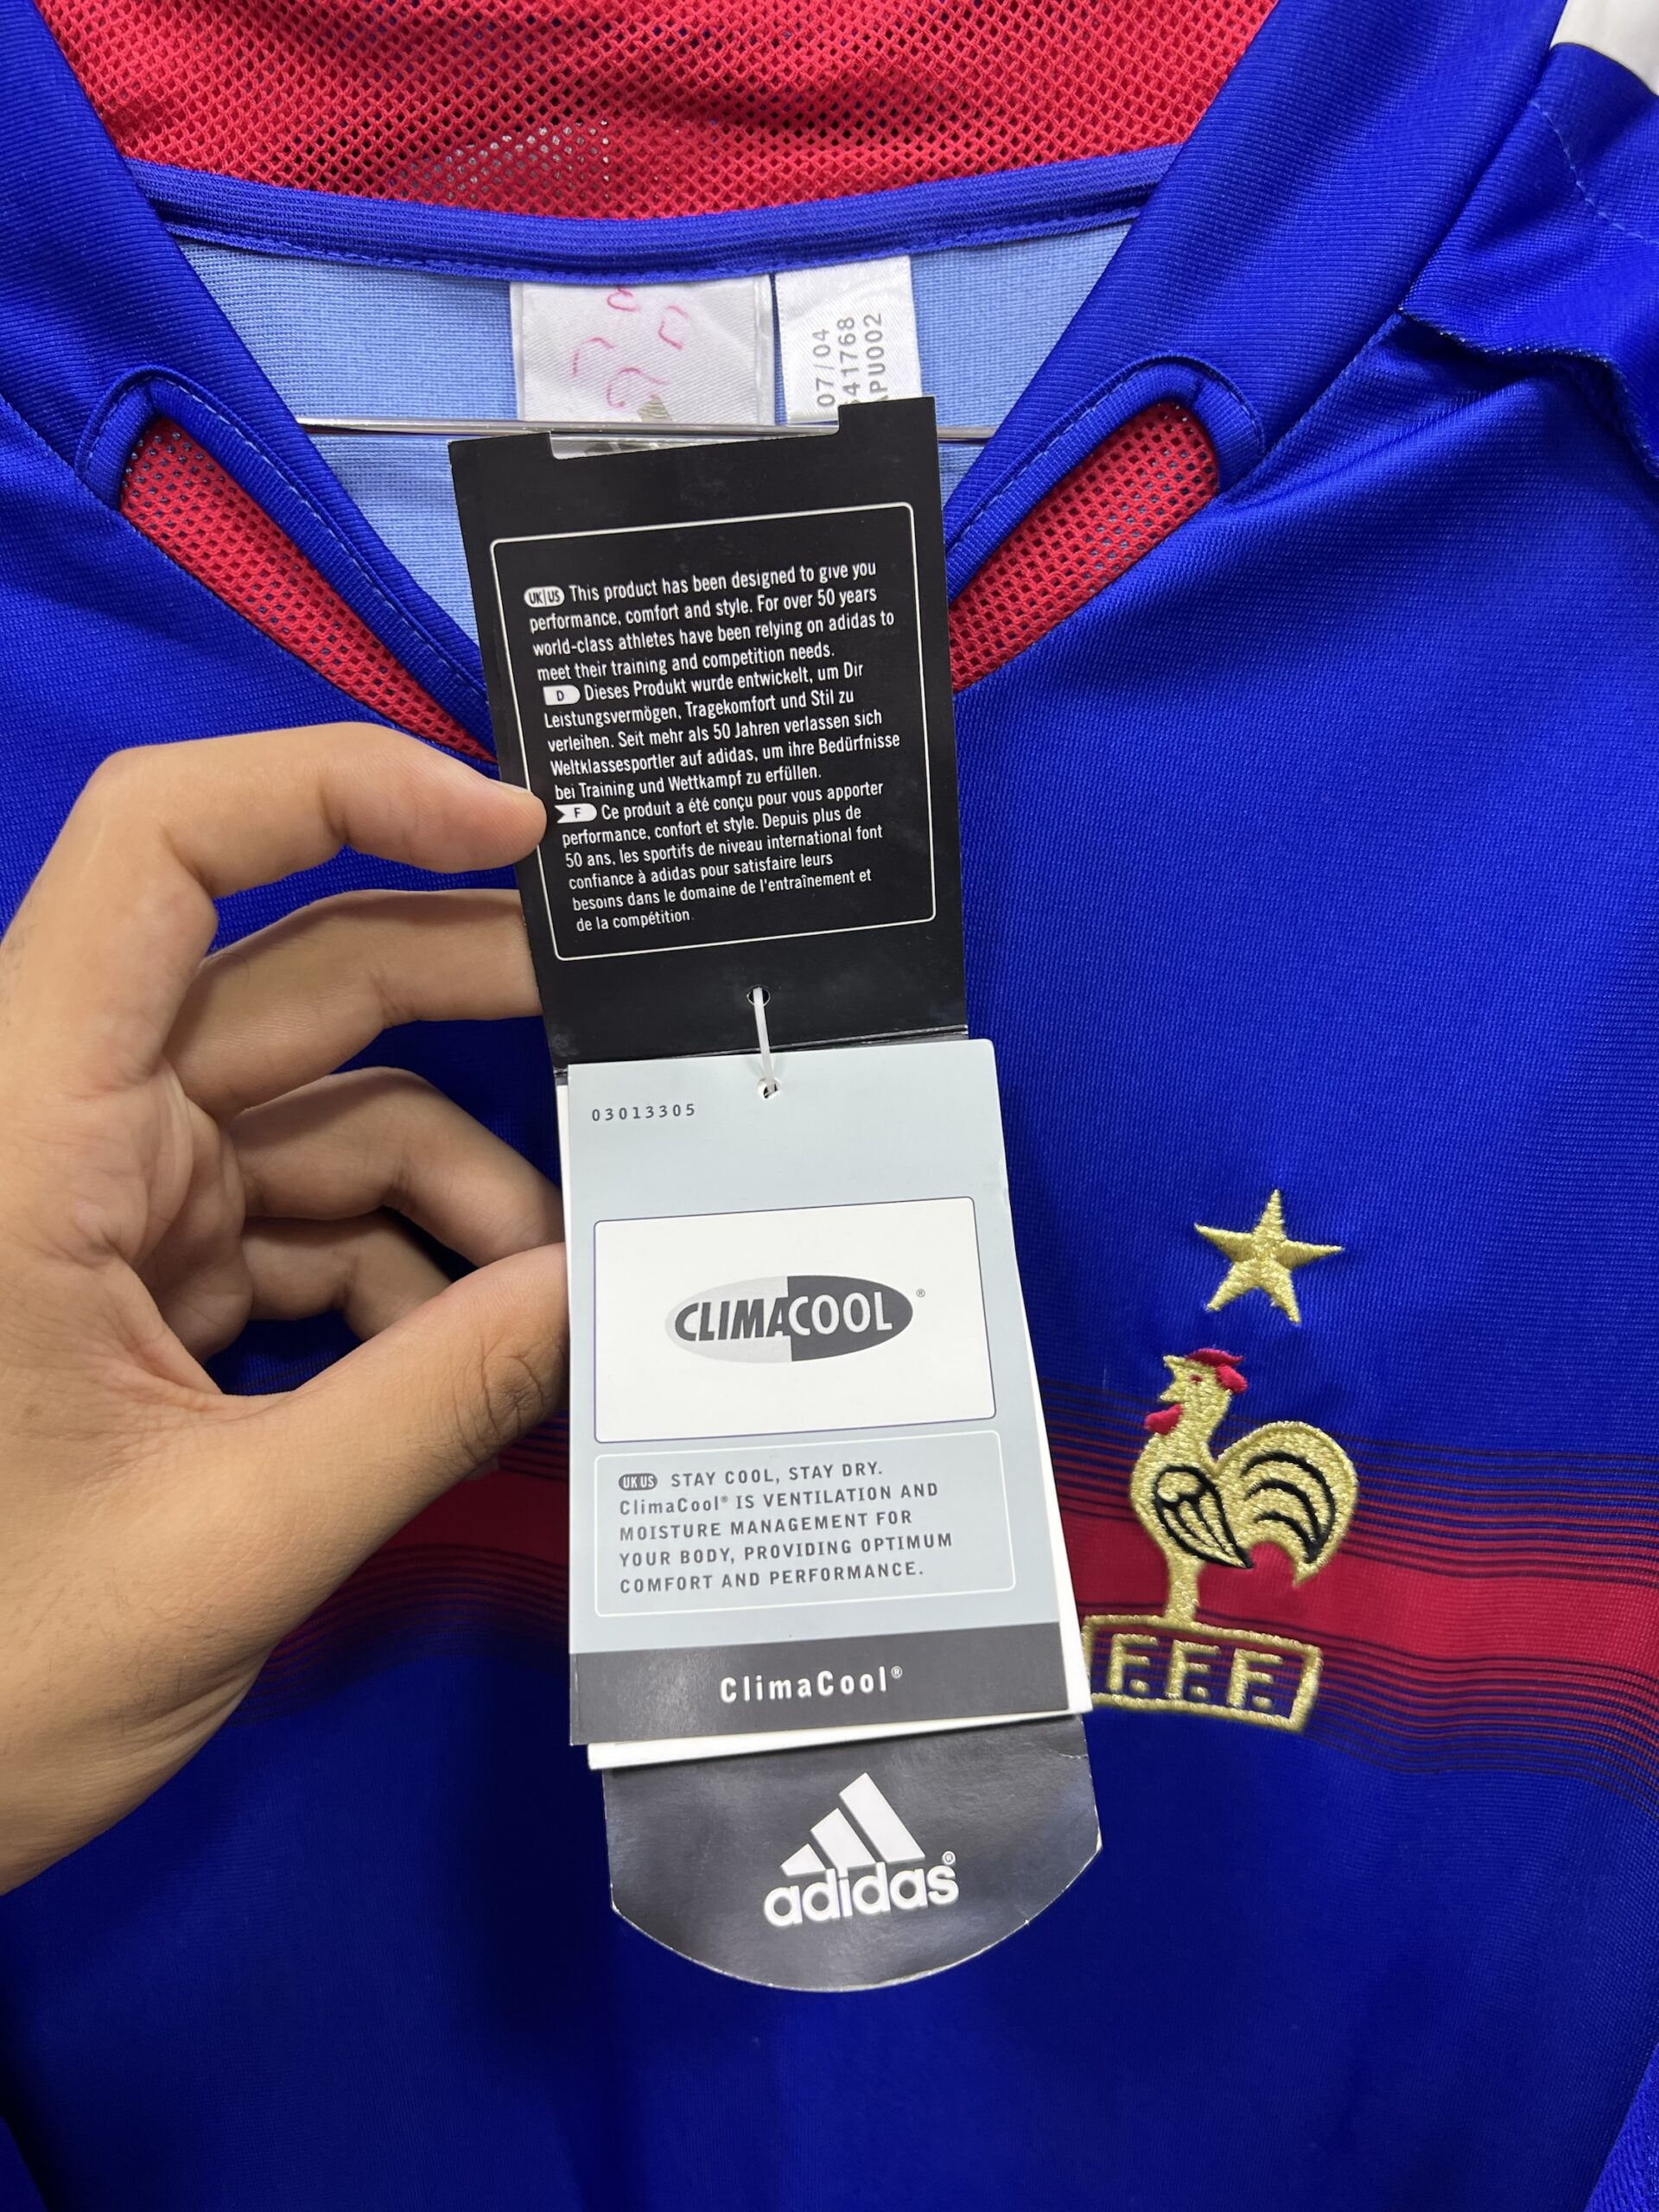 07/04
41768
PU002
UK US This product has been designed to give you
performance, comfort and style. For over 50 years
world-class athletes have been relying on adidas to
meet their training and competition needs.
D Dieses Produkt wurde entwickelt, um Dir
Leistungsvermögen, Tragekomfort und Stil zu
verleihen. Seit mehr als 50 Jahren verlassen sich
Weltklassesportler auf adidas, um ihre Bedürfnisse
bei Training und Wettkampf zu erfüllen.
F Ce produit a été conçu pour vous apporter
performance, confort et style. Depuis plus de
50 ans, les sportifs de niveau international font
confiance à adidas pour satisfaire leurs
besoins dans le domaine de l'entraînement et
de la compétition.
03013305
CLIMACOOL®
UK US STAY COOL, STAY DRY.
ClimaCool® IS VENTILATION AND
MOISTURE MANAGEMENT FOR
YOUR BODY, PROVIDING OPTIMUM
COMFORT AND PERFORMANCE.
ClimaCool®
adidas®
F.F.F.